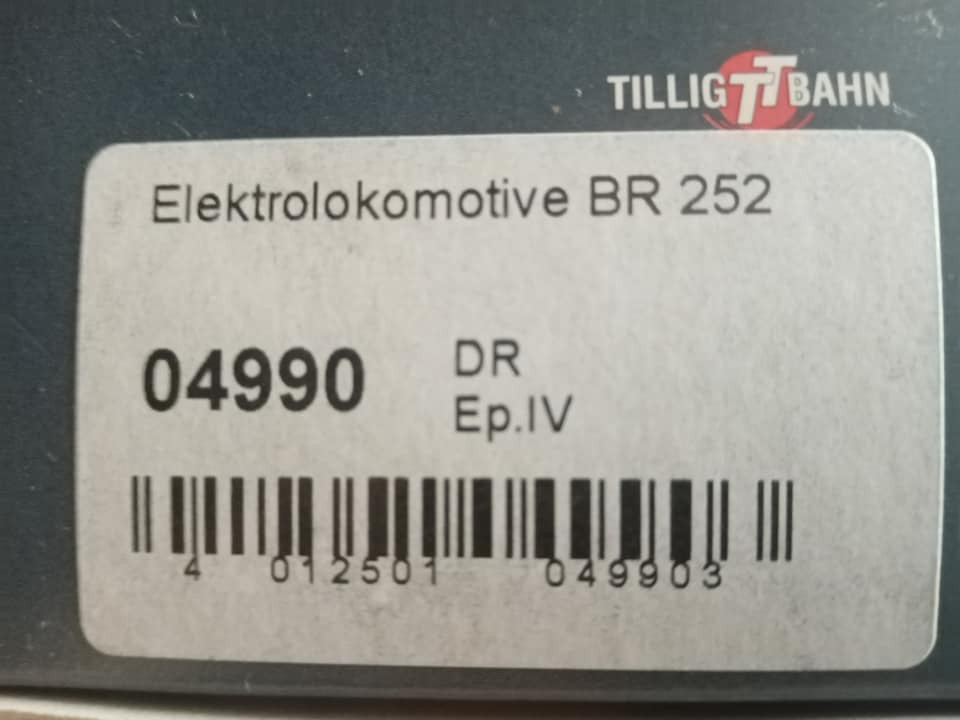 TILLIG TT BAHN
Elektrolokomotive BR 252
04990
DR
Ep.IV
4 012501 049903